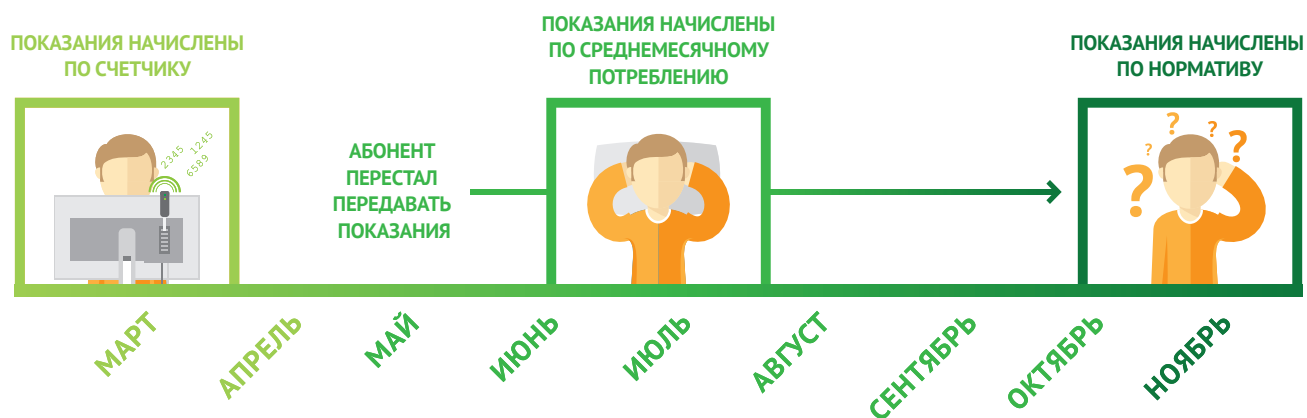 ПОКАЗАНИЯ НАЧИСЛЕНЫ
ПО СЧЕТЧИКУ
2345 1245
6589
АБОНЕНТ
ПЕРЕСТАЛ
ПЕРЕДАВАТЬ
ПОКАЗАНИЯ
ПОКАЗАНИЯ НАЧИСЛЕНЫ
ПО СРЕДНЕМЕСЯЧНОМУ
ПОТРЕБЛЕНИЮ
ПОКАЗАНИЯ НАЧИСЛЕНЫ
ПО НОРМАТИВУ
? ? ? ? ?
МАРТ
АПРЕЛЬ
МАЙ
ИЮНЬ
ИЮЛЬ
АВГУСТ
СЕНТЯБРЬ
ОКТЯБРЬ
НОЯБРЬ